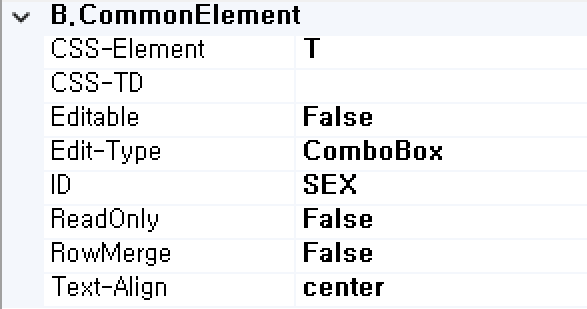 B.CommonElement
CSS-Element T
CSS-TD
Editable False
Edit-Type ComboBox
ID SEX
ReadOnly False
RowMerge False
Text-Align center